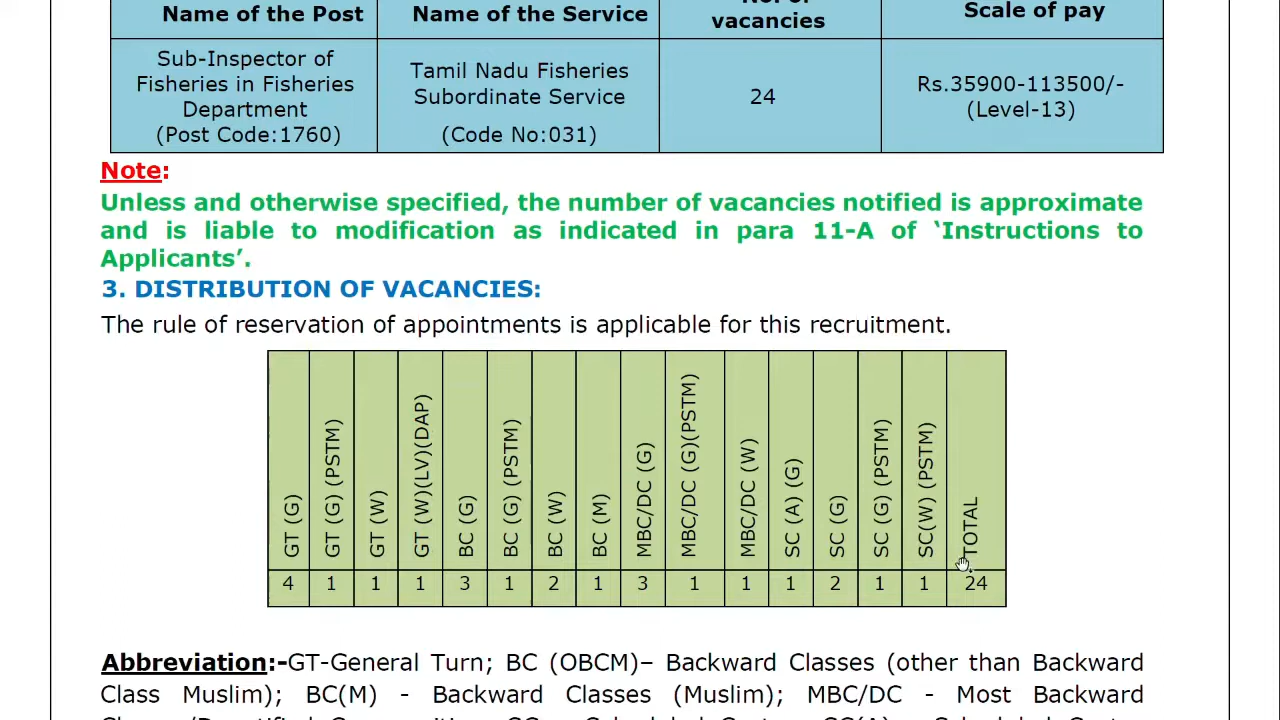 Name of the Post
Name of the Service
vacancies
Scale of pay
Sub-Inspector of
Fisheries in Fisheries
Department
(Post Code:1760)
Tamil Nadu Fisheries
Subordinate Service
(Code No:031)
24
Rs.35900-113500/-
(Level-13)
Note:
Unless and otherwise specified, the number of vacancies notified is approximate
and is liable to modification as indicated in para 11-A of ‘Instructions to
Applicants’.
3. DISTRIBUTION OF VACANCIES:
The rule of reservation of appointments is applicable for this recruitment.
GT (G)
GT (G) (PSTM)
GT (W)
GT (W)(LV)(DAP)
BC (G)
BC (G) (PSTM)
BC (W)
BC (M)
MBC/DC (G)
MBC/DC (G)(PSTM)
MBC/DC (W)
SC (A) (G)
SC (G)
SC (G) (PSTM)
SC(W) (PSTM)
TOTAL
4 1 1 1 3 1 2 1 3 1 1 1 2 1 1 24
Abbreviation:-GT-General Turn; BC (OBCM)– Backward Classes (other than Backward
Class Muslim); BC(M) - Backward Classes (Muslim); MBC/DC - Most Backward